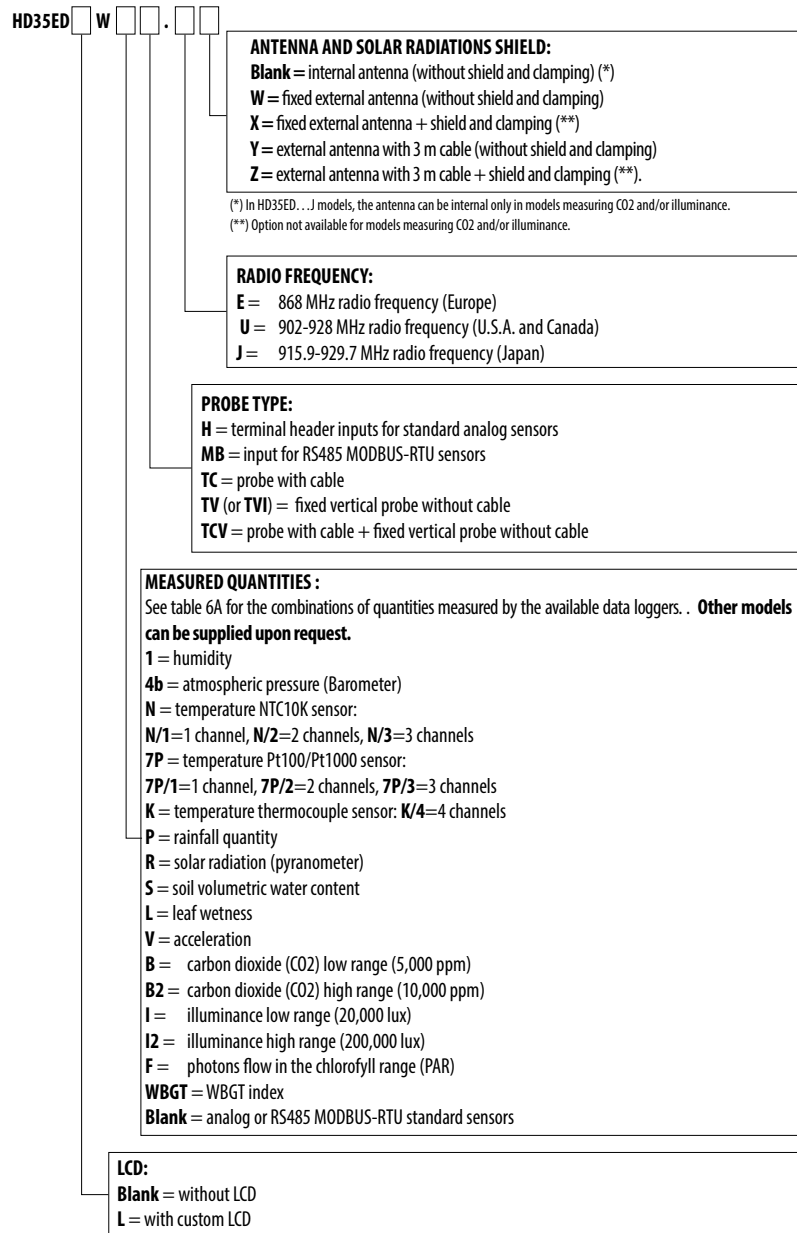 HD35ED W .
ANTENNA AND SOLAR RADIATIONS SHIELD:
Blank = internal antenna (without shield and clamping) (*)
W = fixed external antenna (without shield and clamping)
X = fixed external antenna + shield and clamping (**)
Y = external antenna with 3 m cable (without shield and clamping)
Z = external antenna with 3 m cable + shield and clamping (**).
(*) In HD35ED. . .J models, the antenna can be internal only in models measuring CO2 and/or illuminance.
(**) Option not available for models measuring CO2 and/or illuminance.
RADIO FREQUENCY:
E = 868 MHz radio frequency (Europe)
U = 902-928 MHz radio frequency (U.S.A. and Canada)
J = 915.9-929.7 MHz radio frequency (Japan)
PROBE TYPE:
H = terminal header inputs for standard analog sensors
MB = input for RS485 MODBUS-RTU sensors
TC = probe with cable
TV (or TVI) = fixed vertical probe without cable
TCV = probe with cable + fixed vertical probe without cable
MEASURED QUANTITIES :
See table 6A for the combinations of quantities measured by the available data loggers. . Other models
can be supplied upon request.
1 = humidity
4b = atmospheric pressure (Barometer)
N = temperature NTC10K sensor:
N/1=1 channel, N/2=2 channels, N/3=3 channels
7P = temperature Pt100/Pt1000 sensor:
7P/1=1 channel, 7P/2=2 channels, 7P/3=3 channels
K = temperature thermocouple sensor: K/4=4 channels
P = rainfall quantity
R = solar radiation (pyranometer)
S = soil volumetric water content
L = leaf wetness
V = acceleration
B = carbon dioxide (CO2) low range (5,000 ppm)
B2 = carbon dioxide (CO2) high range (10,000 ppm)
I = illuminance low range (20,000 lux)
I2 = illuminance high range (200,000 lux)
F = photons flow in the chlorofyll range (PAR)
WBGT = WBGT index
Blank = analog or RS485 MODBUS-RTU standard sensors
LCD:
Blank = without LCD
L = with custom LCD